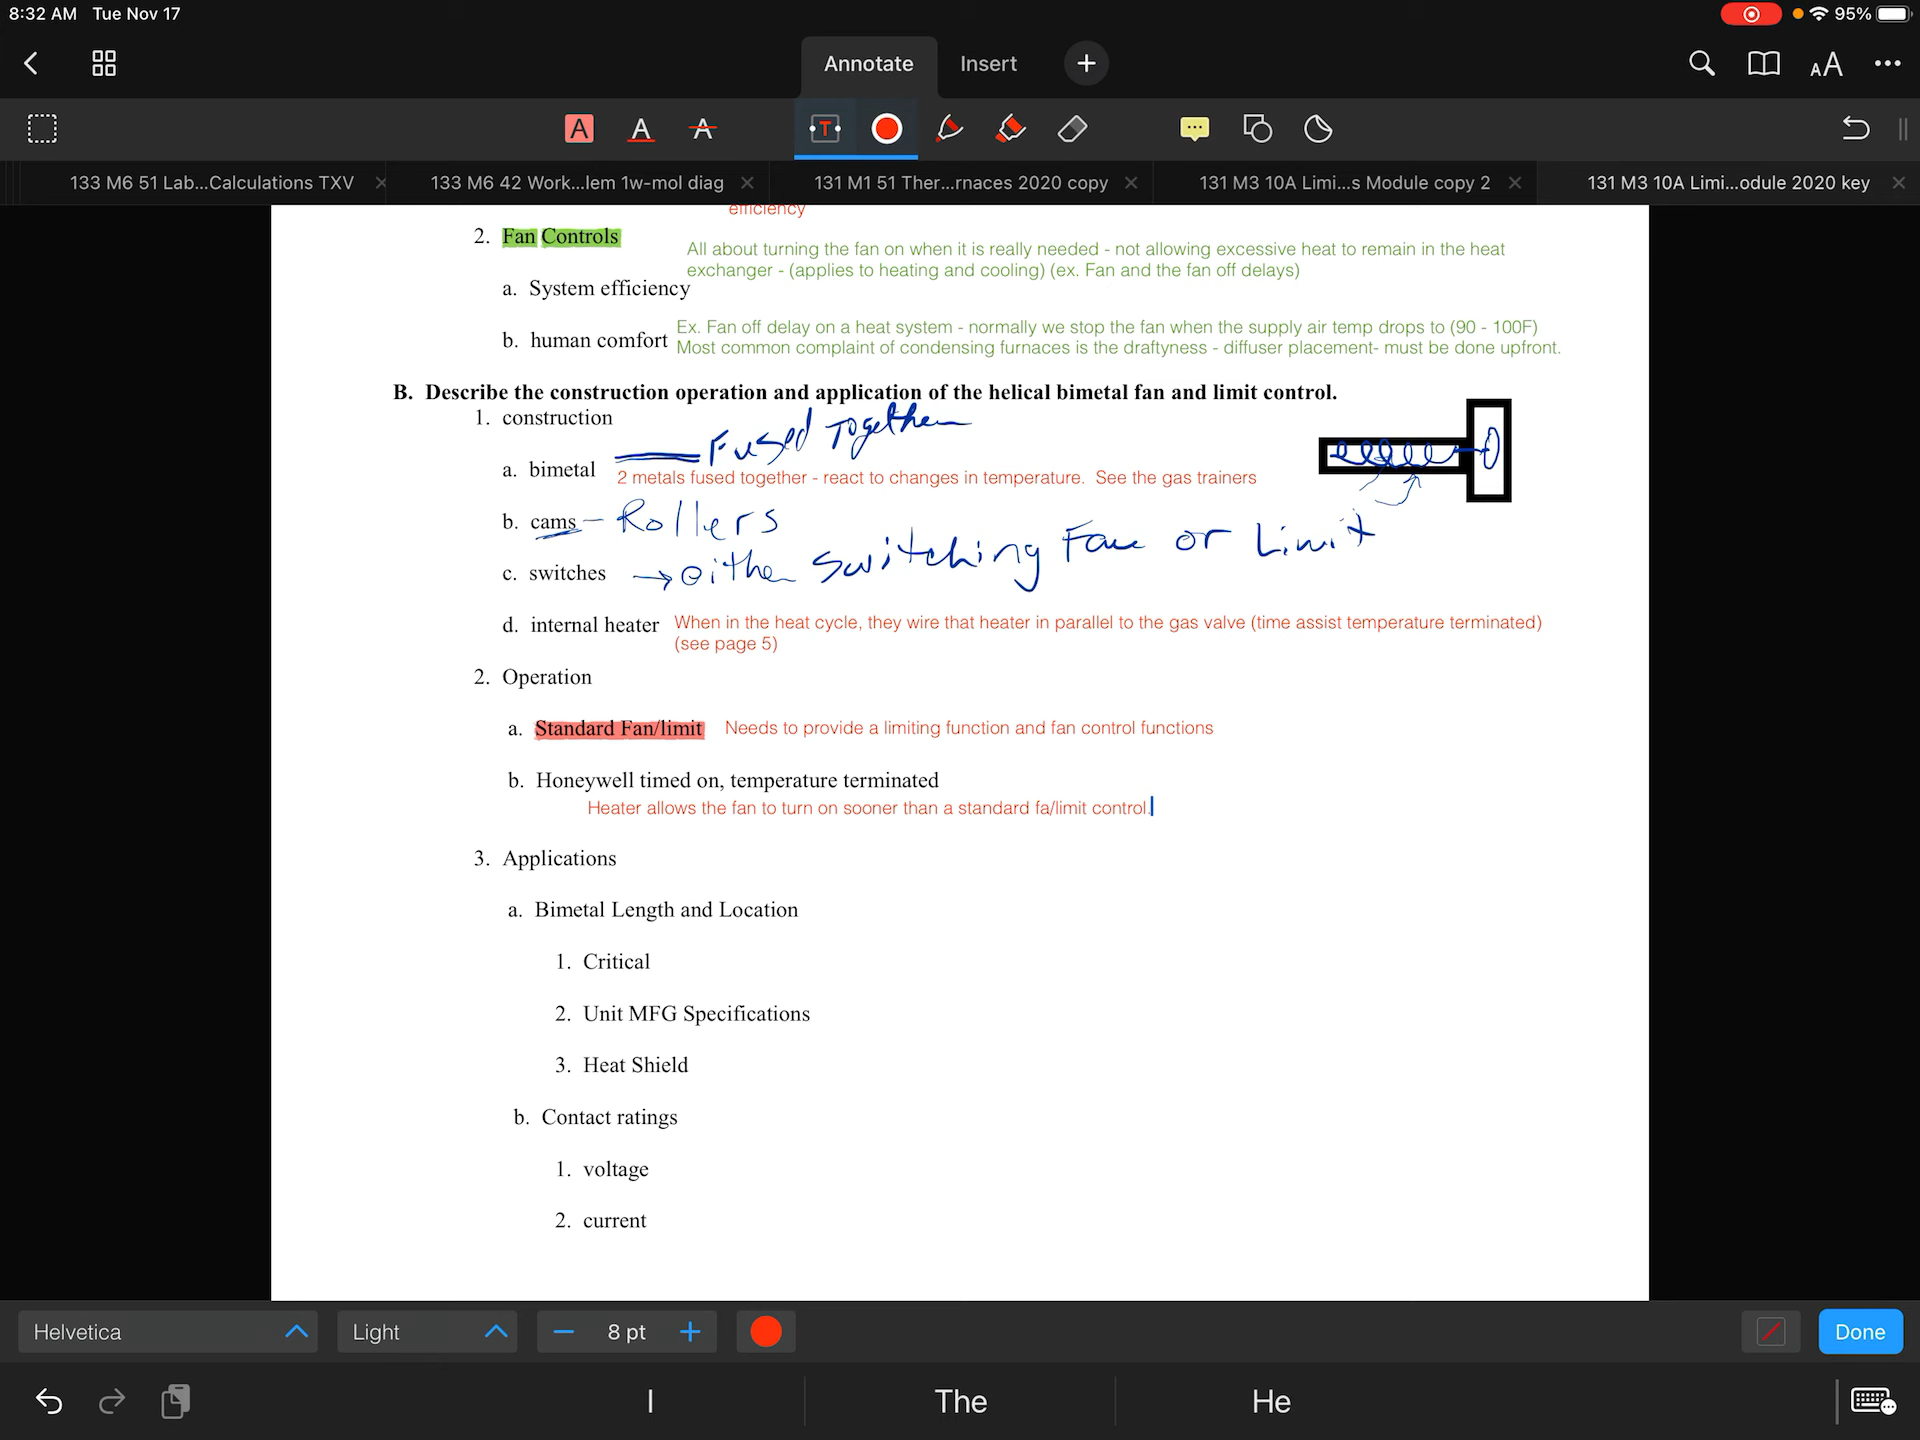 8:32 AM Tue Nov 17
95%
Annotate Insert
133 M6 51 Lab...Calculations TXV
133 M6 42 Work...lem 1w-mol diag
131 M1 51 Ther...rnaces 2020 copy
131 M3 10A Limi...s Module copy 2
131 M3 10A Limi...odule 2020 key
efficiency
2. Fan Controls
All about turning the fan on when it is really needed - not allowing excessive heat to remain in the heat
exchanger - (applies to heating and cooling) (ex. Fan and the fan off delays)
a. System efficiency
b. human comfort
Ex. Fan off delay on a heat system - normally we stop the fan when the supply air temp drops to (90 - 100F)
Most common complaint of condensing furnaces is the draftyness - diffuser placement- must be done upfront.
B. Describe the construction operation and application of the helical bimetal fan and limit control.
1. construction
Fused Together
a. bimetal
2 metals fused together - react to changes in temperature. See the gas trainers
b. cams - Rollers
c. switches → either switching Fan or Limit
d. internal heater
When in the heat cycle, they wire that heater in parallel to the gas valve (time assist temperature terminated)
(see page 5)
2. Operation
a. Standard Fan/limit Needs to provide a limiting function and fan control functions
b. Honeywell timed on, temperature terminated
Heater allows the fan to turn on sooner than a standard fa/limit control.
3. Applications
a. Bimetal Length and Location
1. Critical
2. Unit MFG Specifications
3. Heat Shield
b. Contact ratings
1. voltage
2. current
Helvetica Light 8 pt Done
I The He